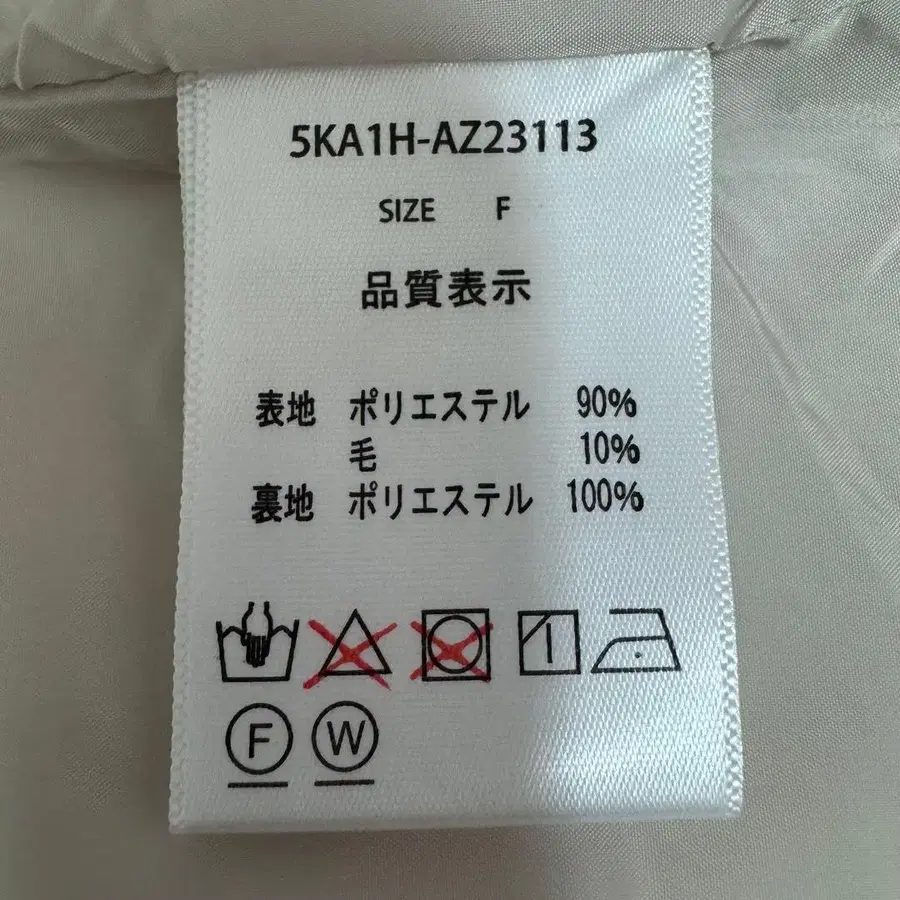 5KA1H-AZ23113
SIZE F
品質表示
表地 ポリエステル 90%
毛 10%
裏地 ポリエステル 100%
F W